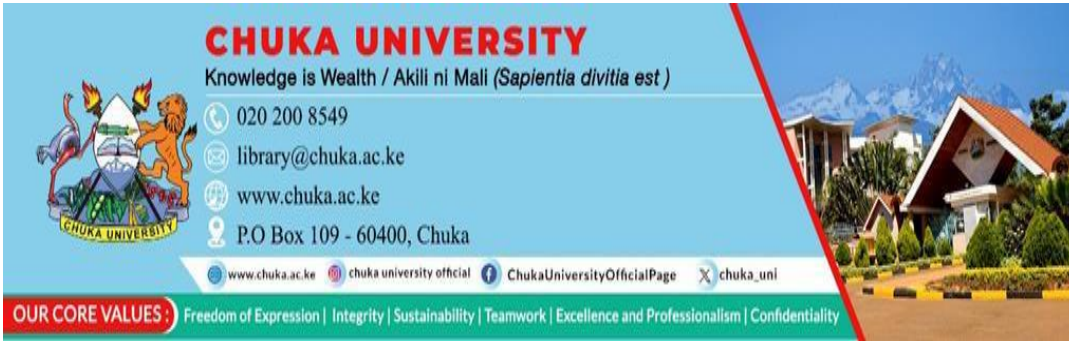 CHUKA UNIVERSITY
Knowledge is Wealth / Akili ni Mali (Sapientia divitia est )
020 200 8549
library@chuka.ac.ke
www.chuka.ac.ke
P.O Box 109 - 60400, Chuka
CHUKA UNIVERSITY
www.chuka.ac.ke chuka university official ChukaUniversityOfficialPage chuka_uni
OUR CORE VALUES : Freedom of Expression | Integrity | Sustainability | Teamwork | Excellence and Professionalism | Confidentiality